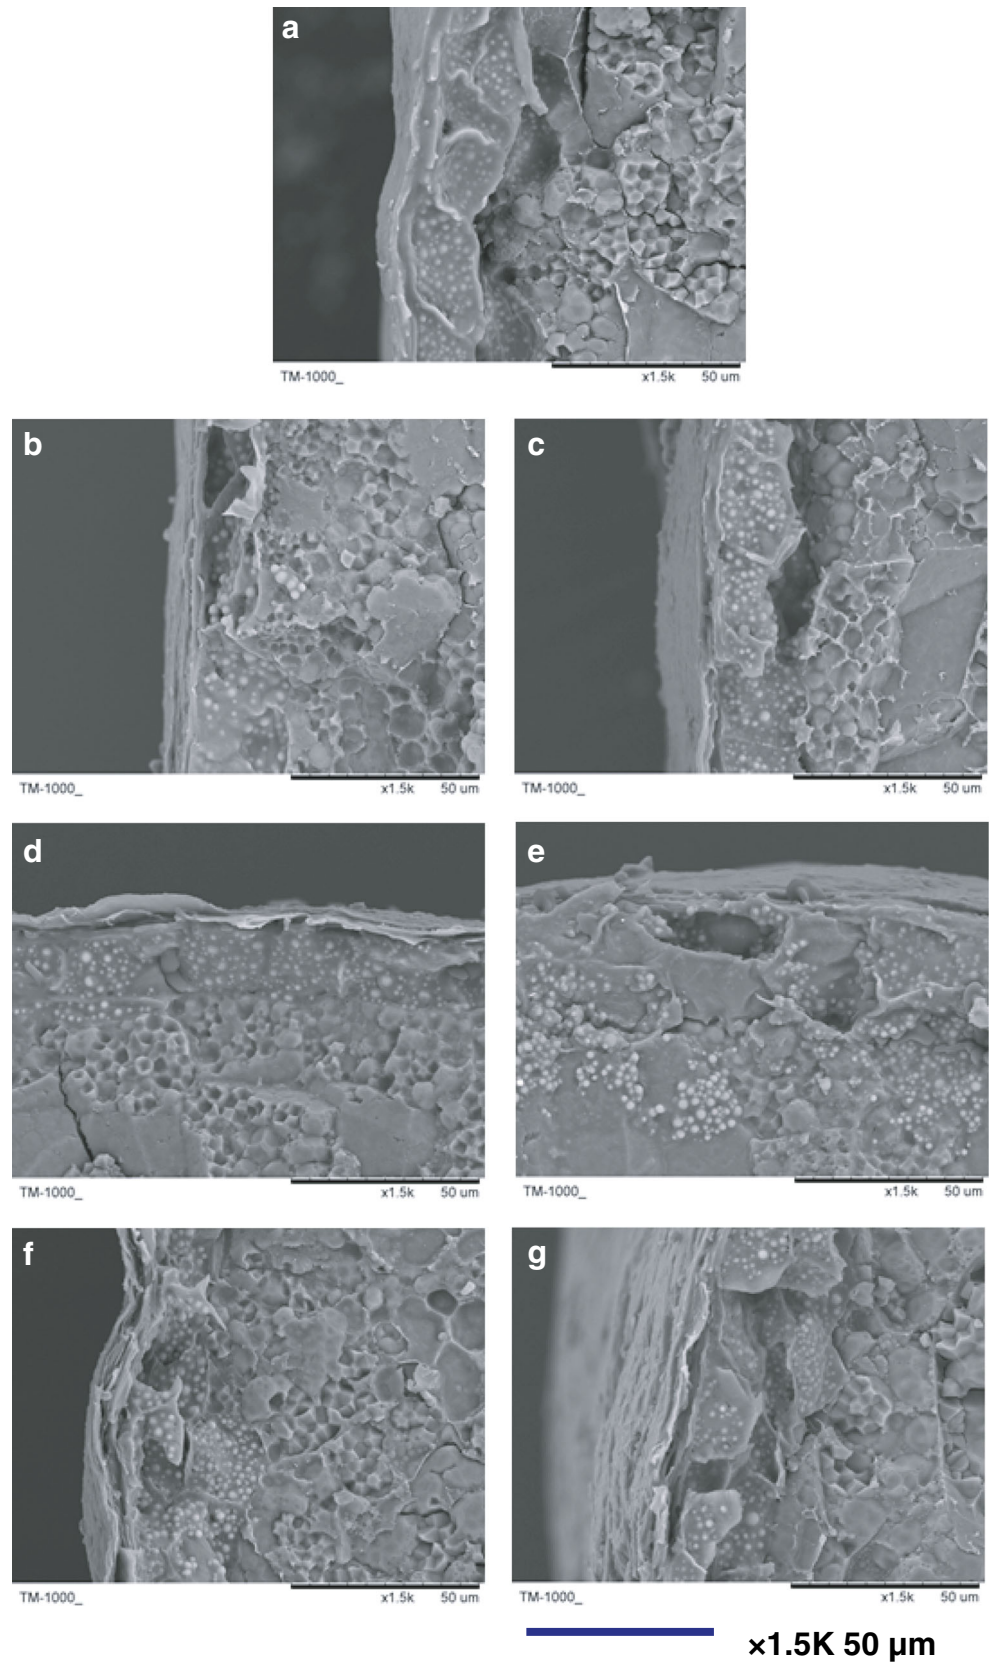 a
TM-1000_ x1.5k 50 um
b c
TM-1000_ x1.5k 50 um TM-1000_ x1.5k 50 um
d e
TM-1000_ x1.5k 50 um TM-1000_ x1.5k 50 um
f g
TM-1000_ x1.5k 50 um TM-1000_ x1.5k 50 um
×1.5K 50 µm